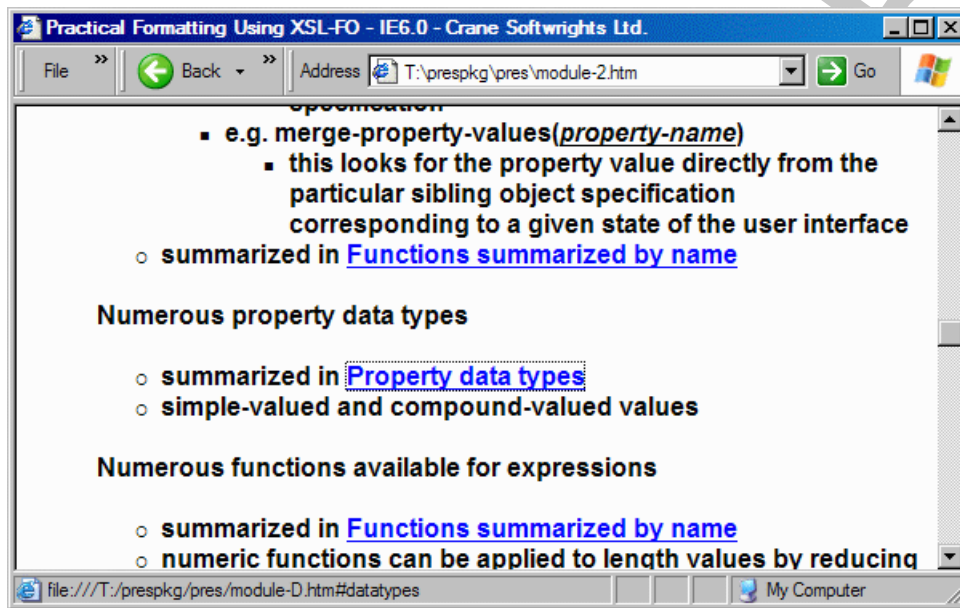 Practical Formatting Using XSL-FO - IE6.0 - Crane Softwrights Ltd.
File » Back » Address T:\prespkg\pres\module-2.htm Go
specification
▪ e.g. merge-property-values(property-name)
▪ this looks for the property value directly from the
particular sibling object specification
corresponding to a given state of the user interface
○ summarized in Functions summarized by name
Numerous property data types
○ summarized in Property data types
○ simple-valued and compound-valued values
Numerous functions available for expressions
○ summarized in Functions summarized by name
○ numeric functions can be applied to length values by reducing
file:///T:/prespkg/pres/module-D.htm#datatypes My Computer